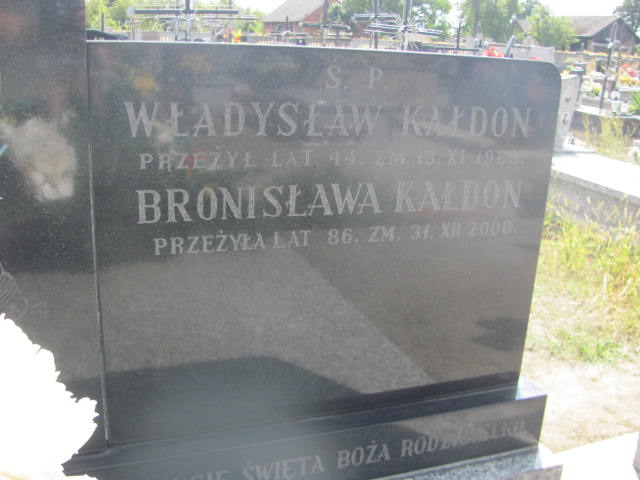 S. P.
WŁADYSŁAW KAŁDON
PRZEŻYŁ LAT 44. ZM. 13. XI 1965.
BRONISŁAWA KAŁDON
PRZEŻYŁA LAT 86. ZM. 31. XII 2008.
CIĘ ŚWIĘTA BOŻA RODZICIELKO